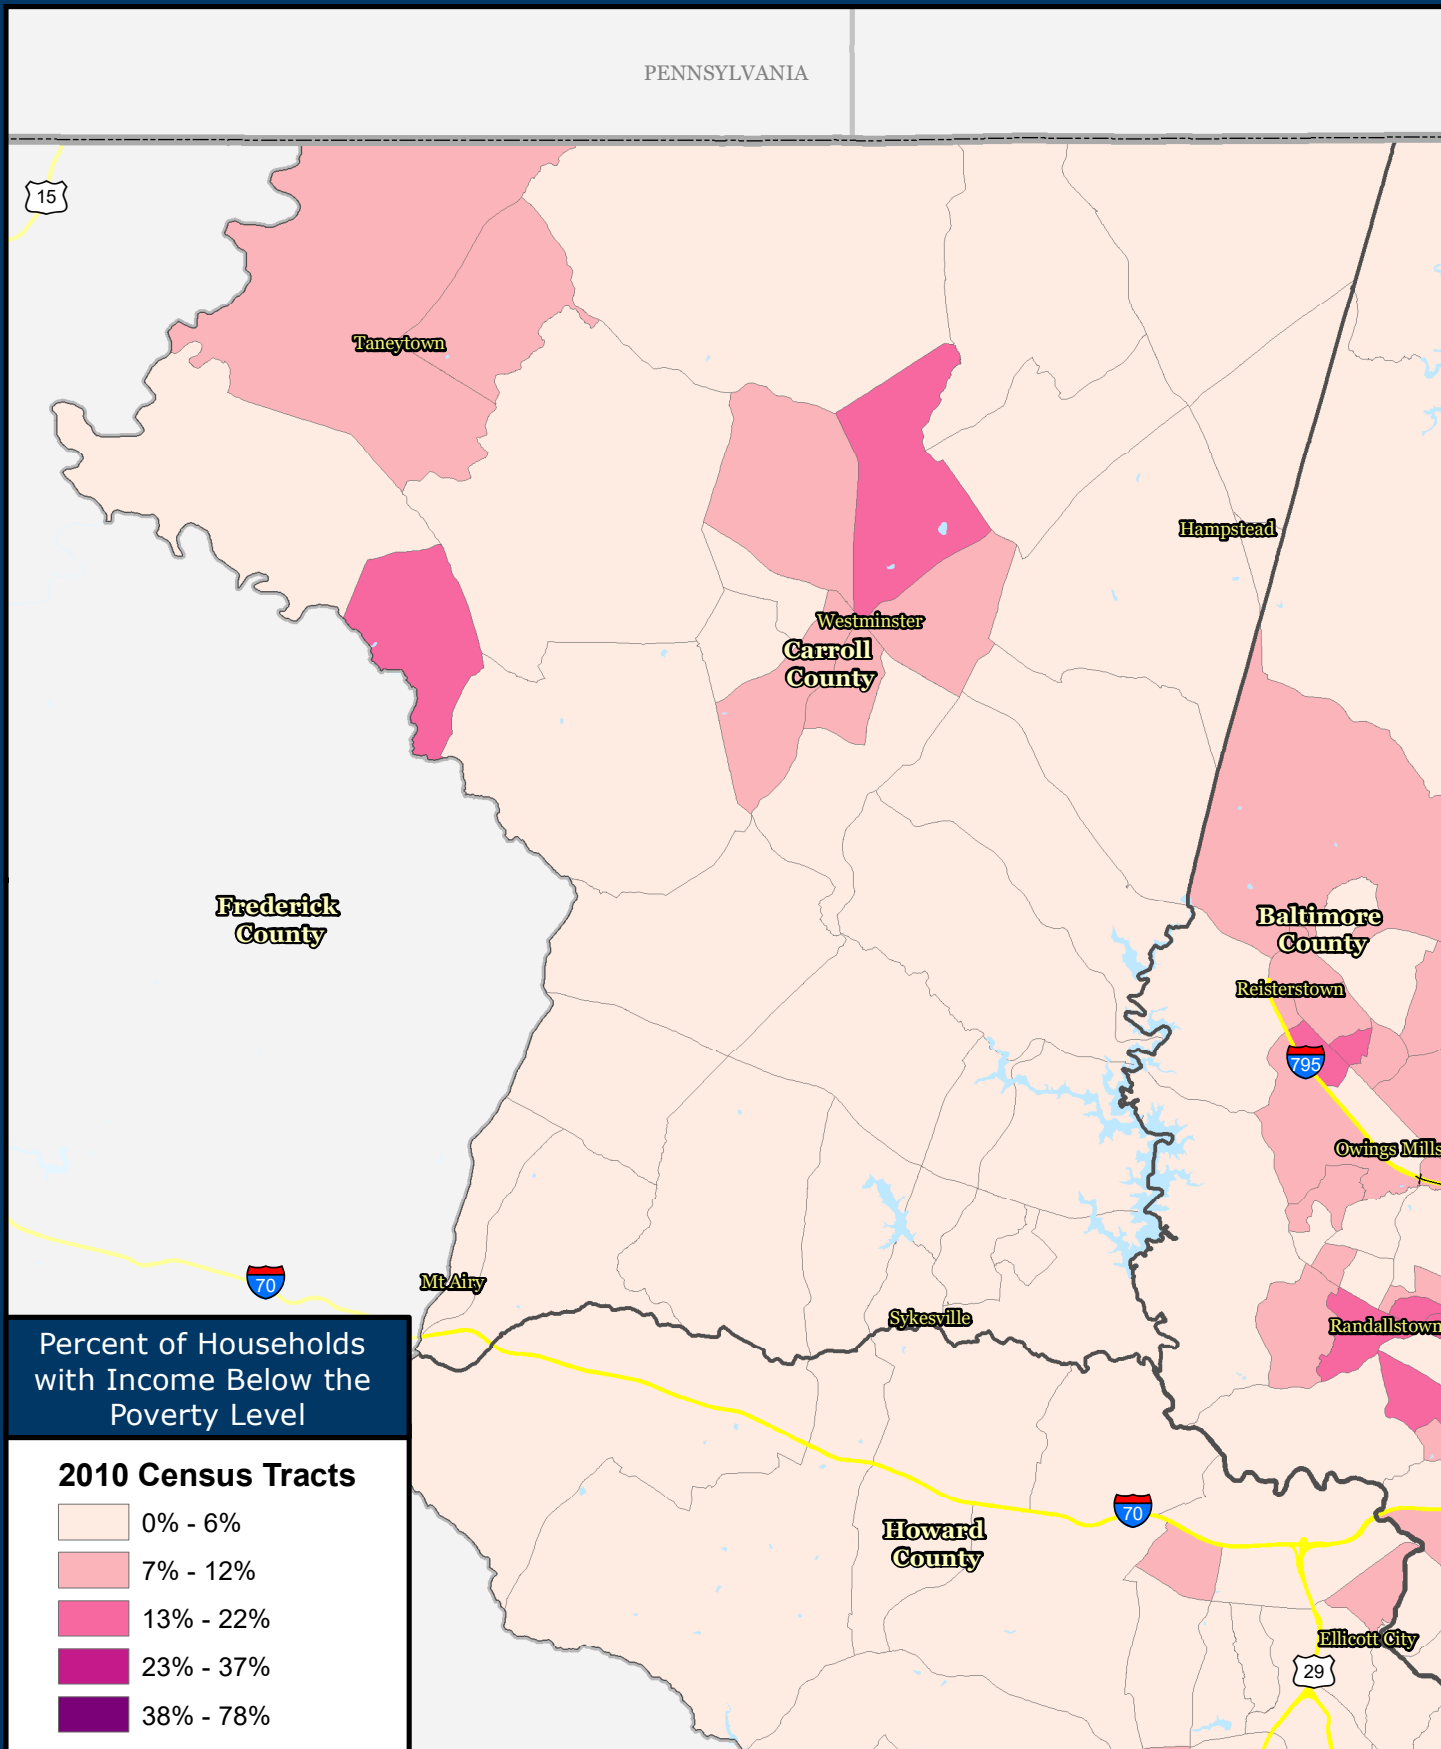 PENNSYLVANIA
15
Taneytown
Hampstead
Westminster
Carroll
County
Frederick
County
Baltimore
County
Reisterstown
795
Owings Mills
70
Mt Airy
Sykesville
Randallstown
Percent of Households
with Income Below the
Poverty Level
2010 Census Tracts
0% - 6%
7% - 12%
13% - 22%
23% - 37%
38% - 78%
70
Howard
County
Ellicott City
29